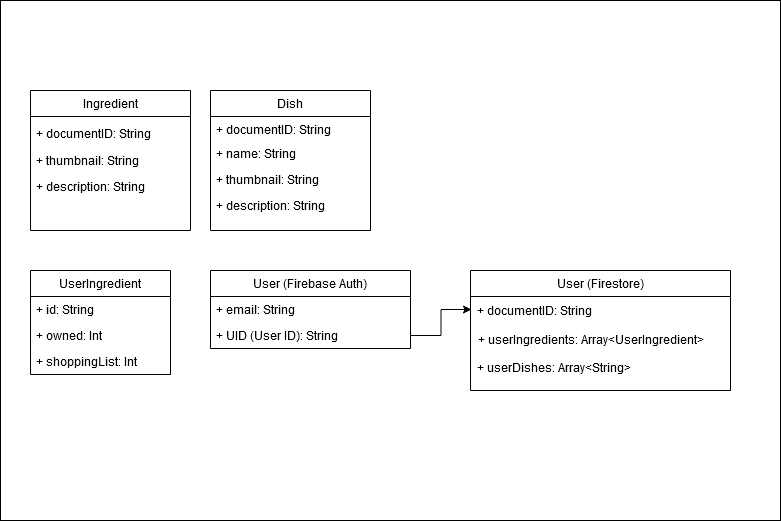 Ingredient
+ documentID: String
+ thumbnail: String
+ description: String
Dish
+ documentID: String
+ name: String
+ thumbnail: String
+ description: String
UserIngredient
+ id: String
+ owned: Int
+ shoppingList: Int
User (Firebase Auth)
+ email: String
+ UID (User ID): String
User (Firestore)
+ documentID: String
+ userIngredients: Array<UserIngredient>
+ userDishes: Array<String>